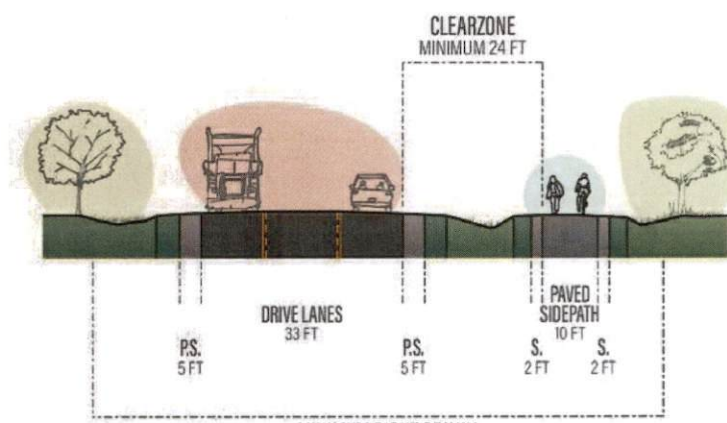 CLEARZONE
MINIMUM 24 FT
DRIVE LANES
33 FT
PAVED
SIDEPATH
10 FT
P.S.
5 FT
P.S.
5 FT
S.
2 FT
S.
2 FT